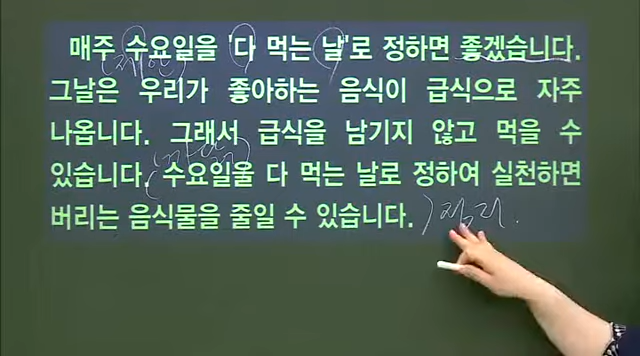 매주 수요일을 '다 먹는 날'로 정하면 좋겠습니다.
(제안)
그날은 우리가 좋아하는 음식이 급식으로 자주
나옵니다. 그래서 급식을 남기지 않고 먹을 수
있습니다. 수요일을 다 먹는 날로 정하여 실천하면
버리는 음식물을 줄일 수 있습니다. ) 정리.